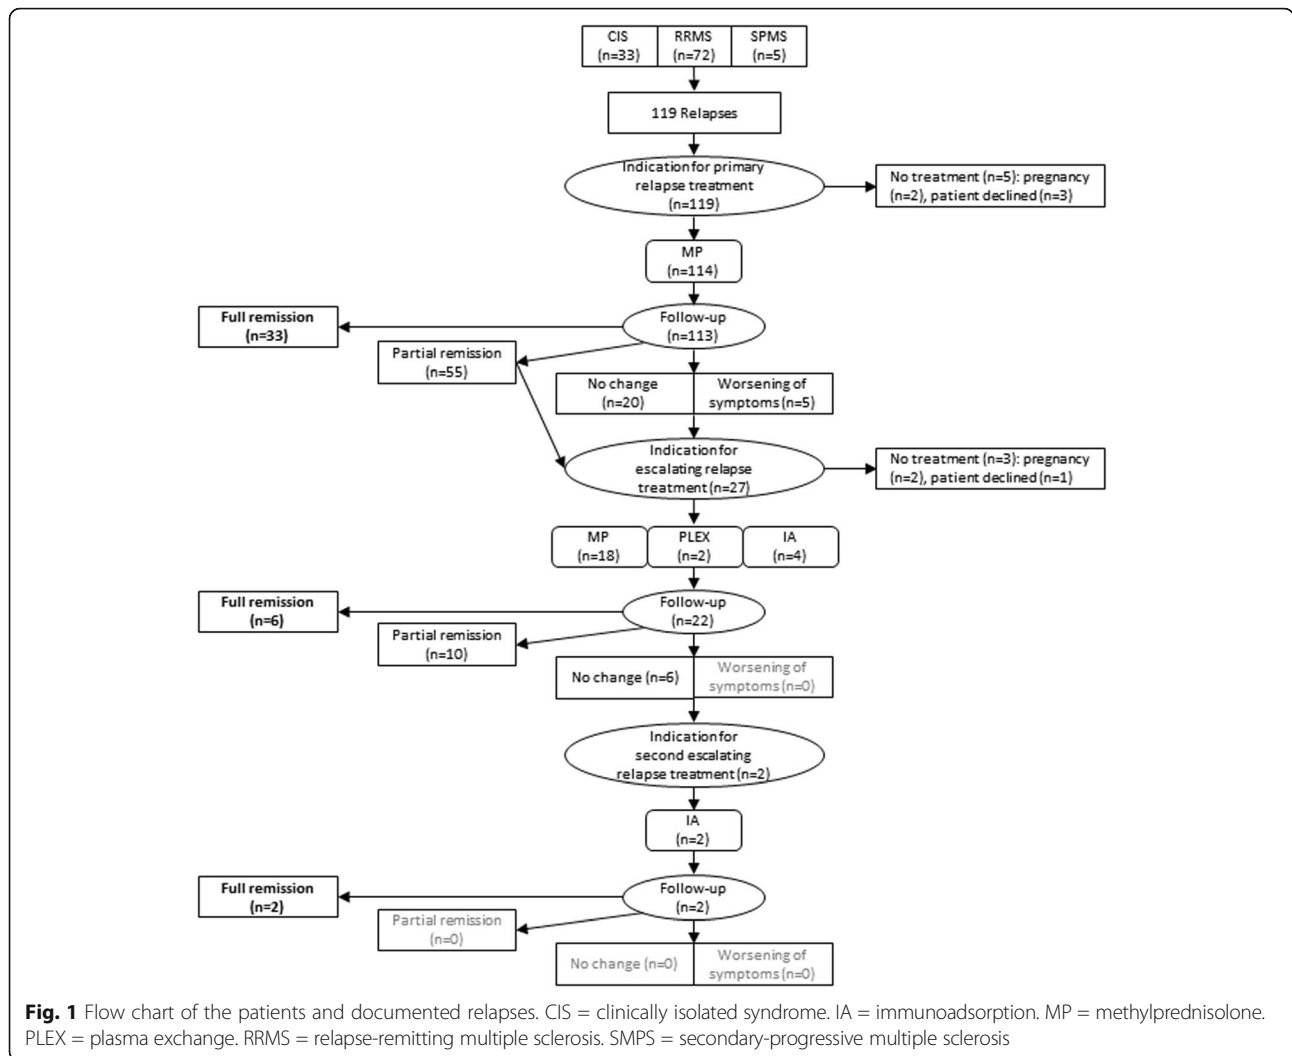 CIS
(n=33)
RRMS
(n=72)
SPMS
(n=5)
119 Relapses
Indication for primary
relapse treatment
(n=119)
No treatment (n=5): pregnancy
(n=2), patient declined (n=3)
MP
(n=114)
Full remission
(n=33)
Follow-up
(n=113)
Partial remission
(n=55)
No change
(n=20)
Worsening of
symptoms (n=5)
Indication for
escalating relapse
treatment (n=27)
No treatment (n=3): pregnancy
(n=2), patient declined (n=1)
MP
(n=18)
PLEX
(n=2)
IA
(n=4)
Full remission
(n=6)
Follow-up
(n=22)
Partial remission
(n=10)
No change (n=6)
Worsening of
symptoms (n=0)
Indication for
second escalating
relapse treatment (n=2)
IA
(n=2)
Full remission
(n=2)
Follow-up
(n=2)
Partial remission
(n=0)
No change (n=0)
Worsening of
symptoms (n=0)
Fig. 1 Flow chart of the patients and documented relapses. CIS = clinically isolated syndrome. IA = immunoadsorption. MP = methylprednisolone.
PLEX = plasma exchange. RRMS = relapse-remitting multiple sclerosis. SMPS = secondary-progressive multiple sclerosis